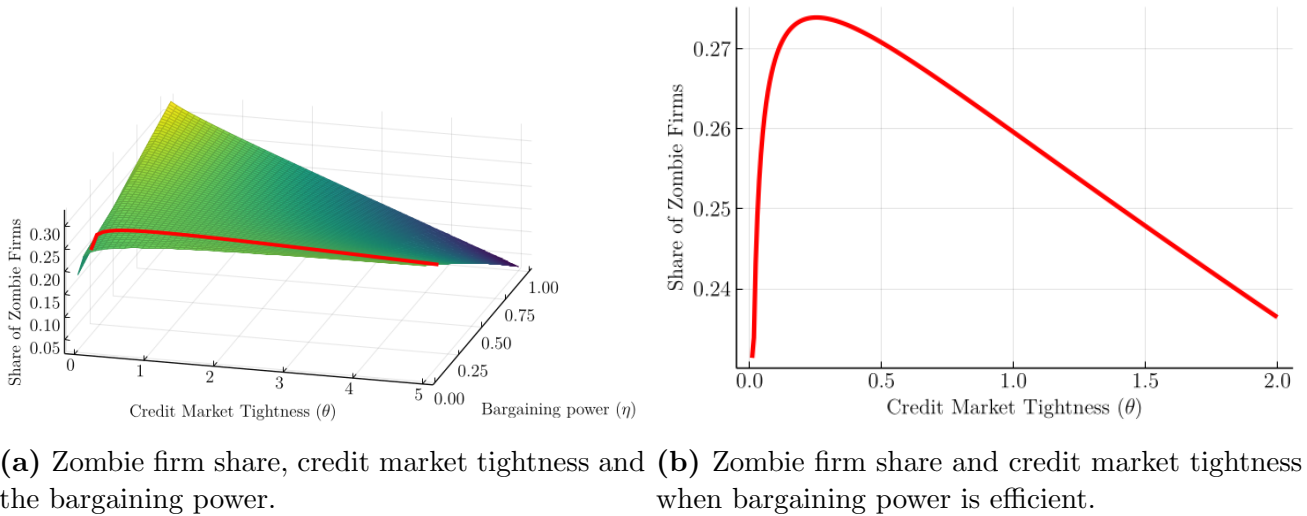 0.30
0.25
0.20
0.15
0.10
0.05
Share of Zombie Firms
0
1
2
3
4
5
Credit Market Tightness (θ)
0.00
0.25
0.50
0.75
1.00
Bargaining power (η)
0.27
0.26
0.25
0.24
Share of Zombie Firms
0.0
0.5
1.0
1.5
2.0
Credit Market Tightness (θ)
(a) Zombie firm share, credit market tightness and
the bargaining power.
(b) Zombie firm share and credit market tightness
when bargaining power is efficient.